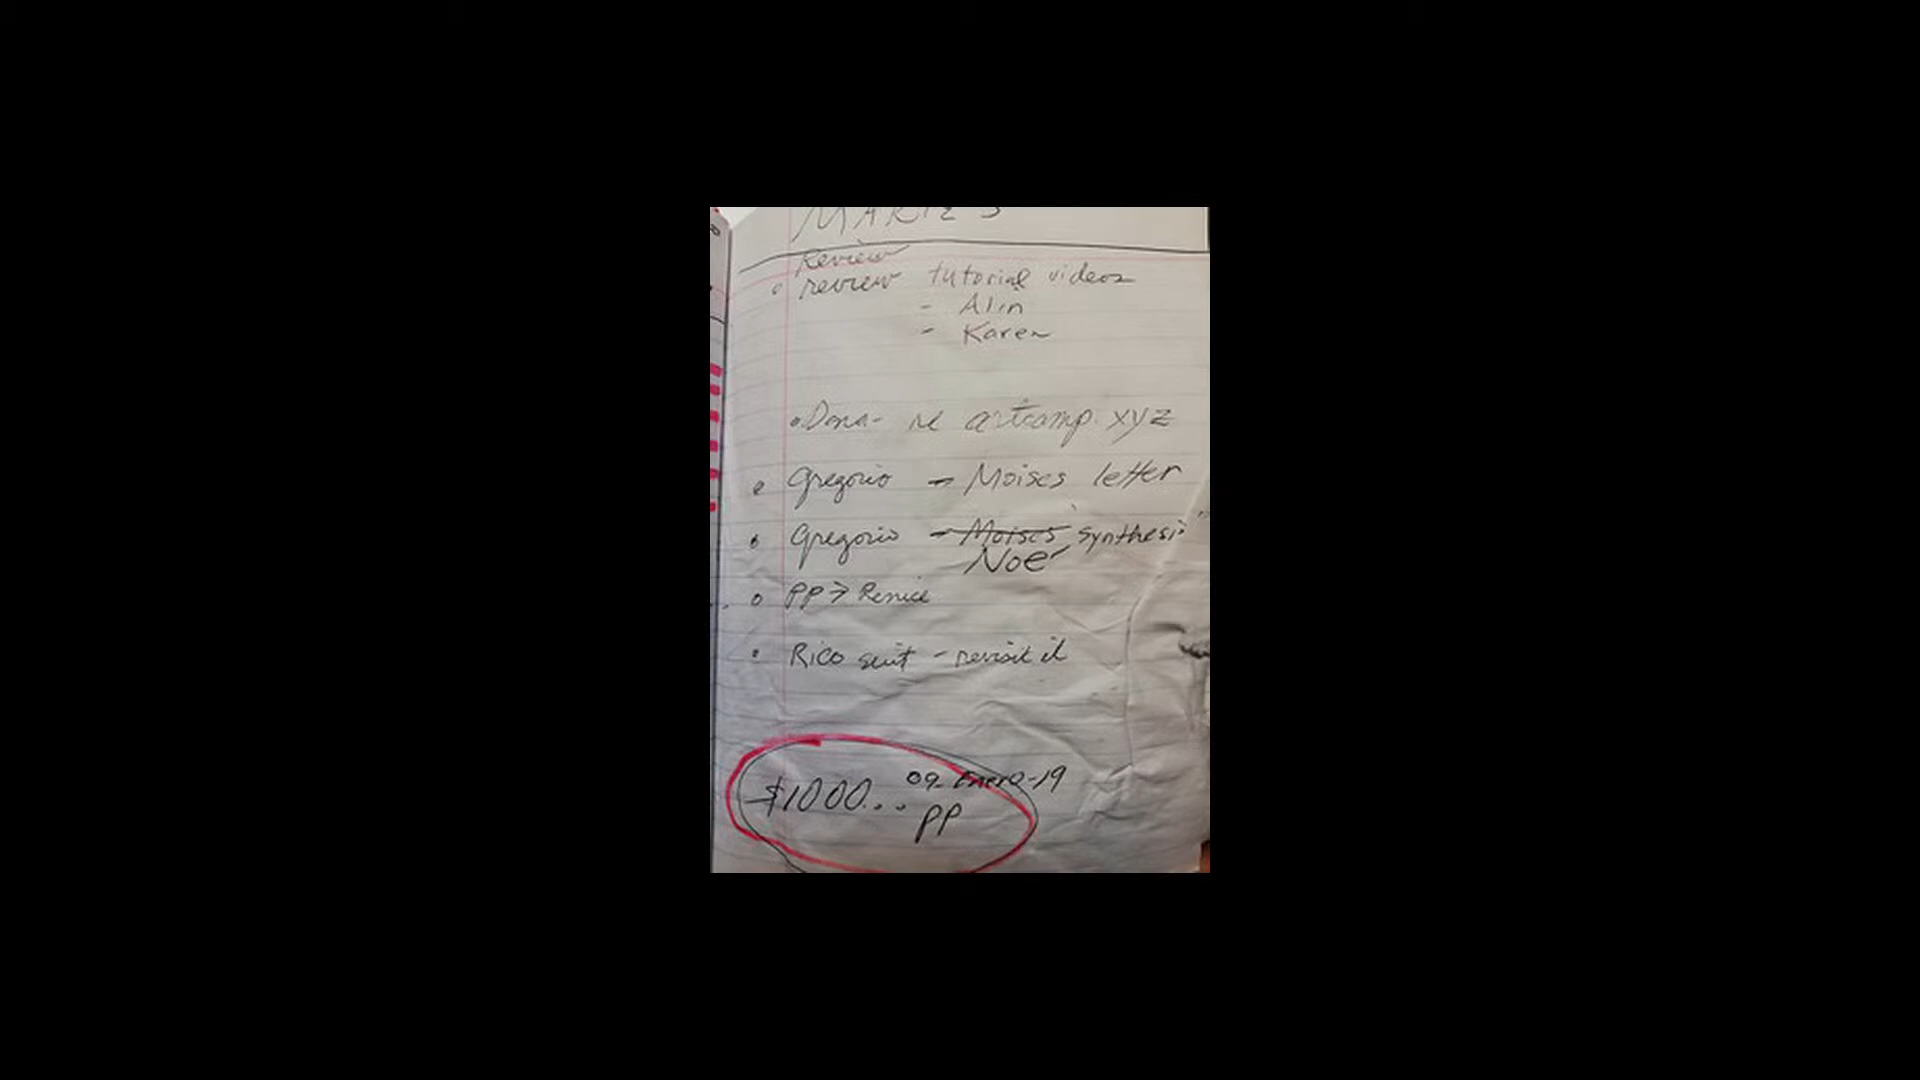 Review
review tutorial videos
- Alin
- Karen
Dona - re artcamp.xyz
Gregorio - Moises letter
Gregorio - Moises synthesis
Noe
PP > Renice
Rico suit - revisit it
$1000.. 09-Enero-19
PP